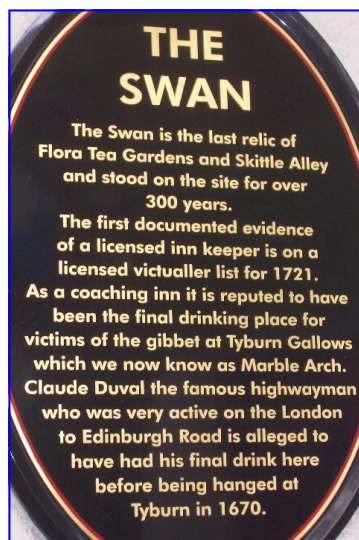 THE
SWAN
The Swan is the last relic of
Flora Tea Gardens and Skittle Alley
and stood on the site for over
300 years.
The first documented evidence
of a licensed inn keeper is on a
licensed victualler list for 1721.
As a coaching inn it is reputed to have
been the final drinking place for
victims of the gibbet at Tyburn Gallows
which we now know as Marble Arch.
Claude Duval the famous highwayman
who was very active on the London
to Edinburgh Road is alleged to
have had his final drink here
before being hanged at
Tyburn in 1670.